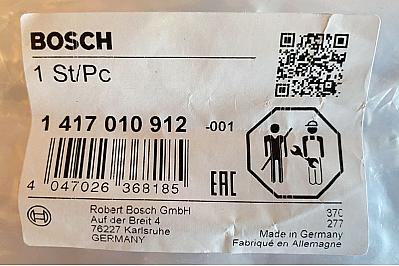 BOSCH
1 St/Pc
1 417 010 912 -001
4 047026 368185
EAC
Robert Bosch GmbH
Auf der Breit 4
76227 Karlsruhe
GERMANY
37C
277
Made in Germany
Fabriqué en Allemagne